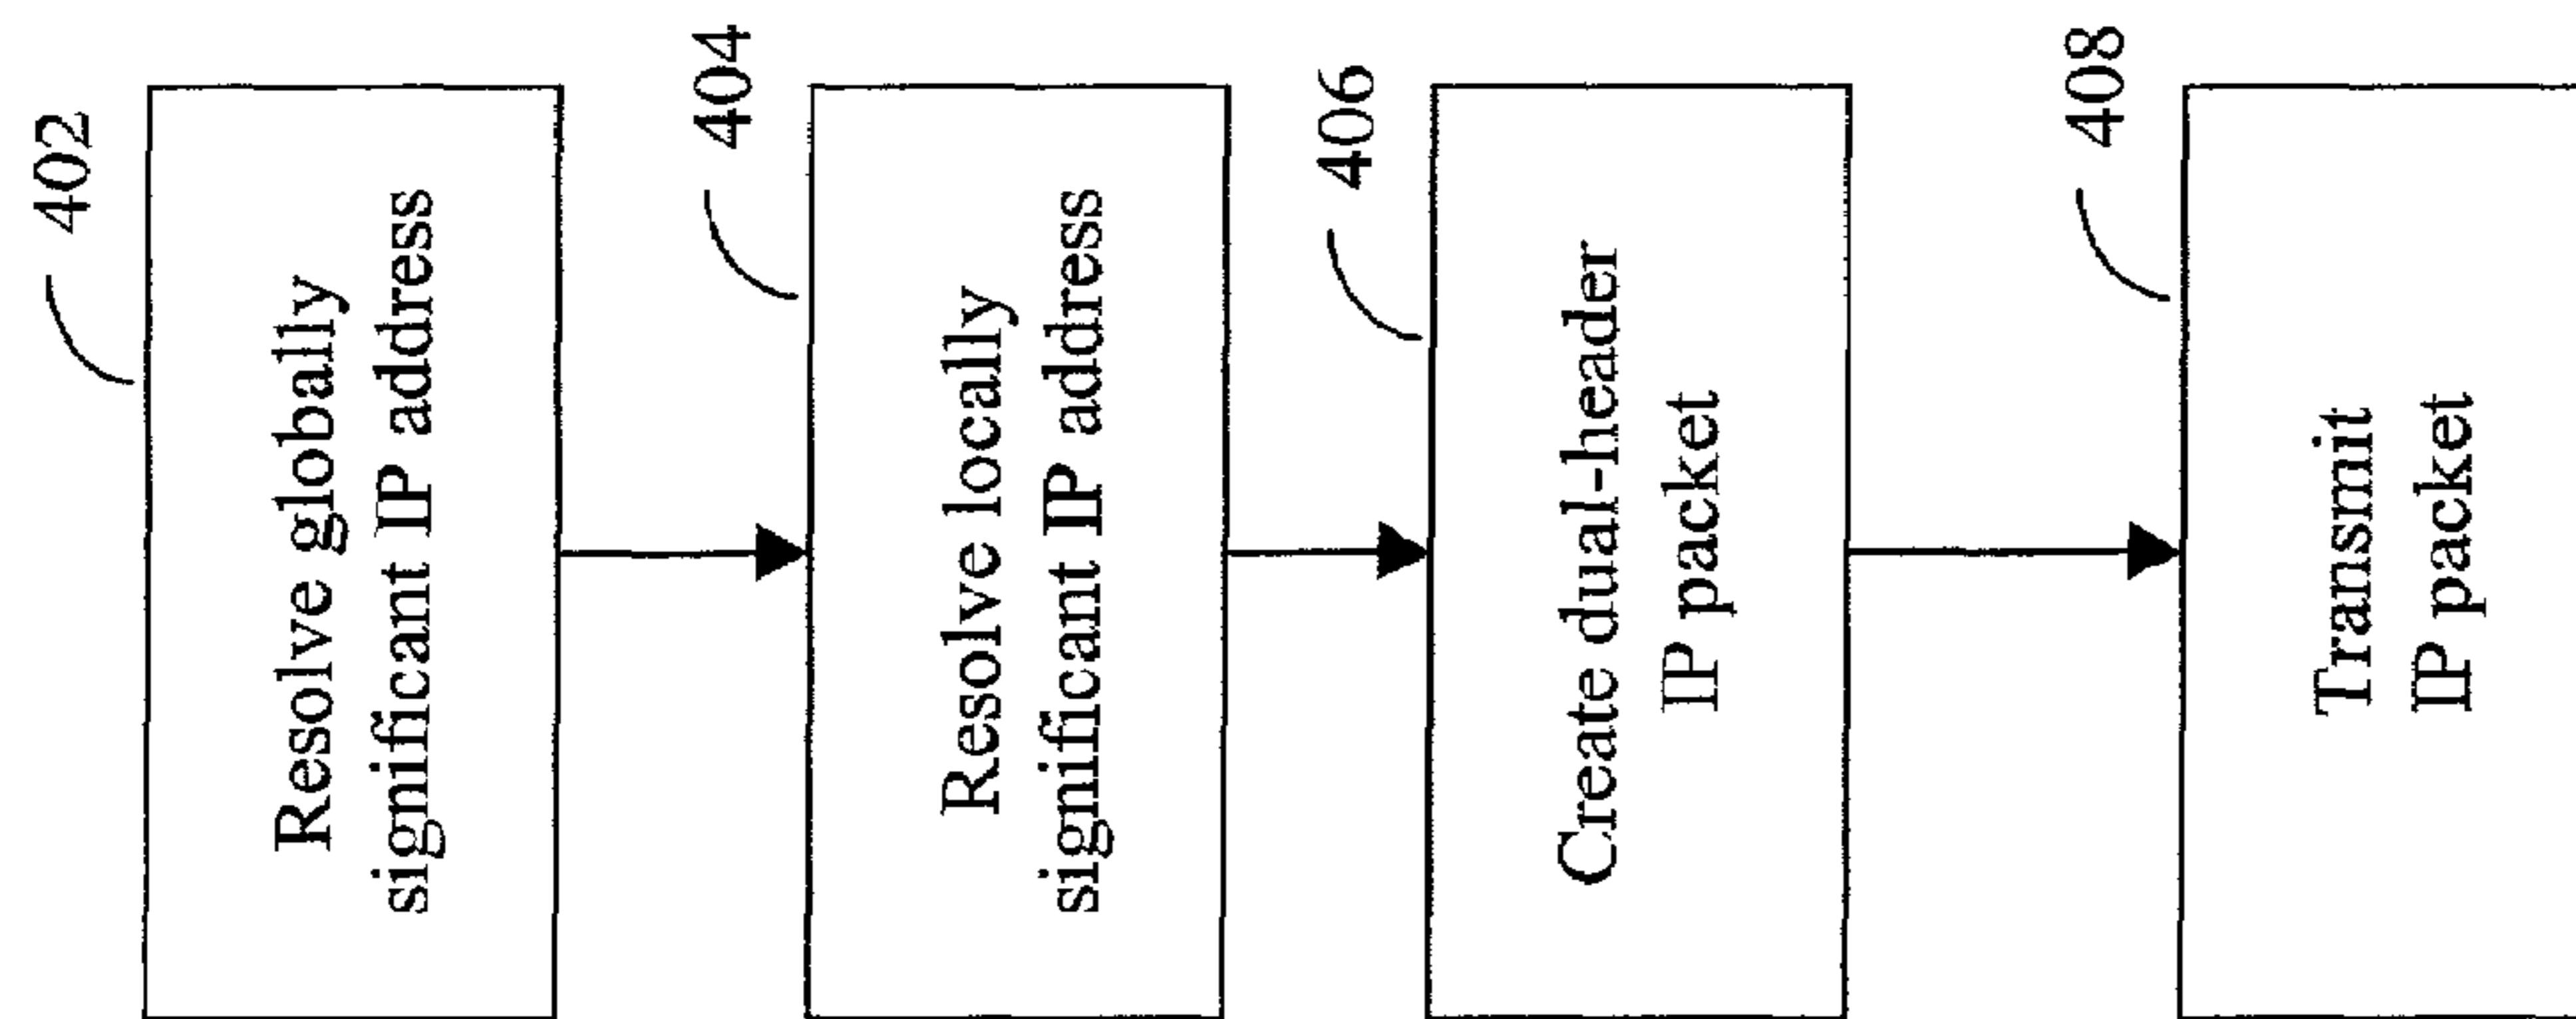 402
Resolve globally
significant IP address
404
Resolve locally
significant IP address
406
Create dual-header
IP packet
408
Transmit
IP packet